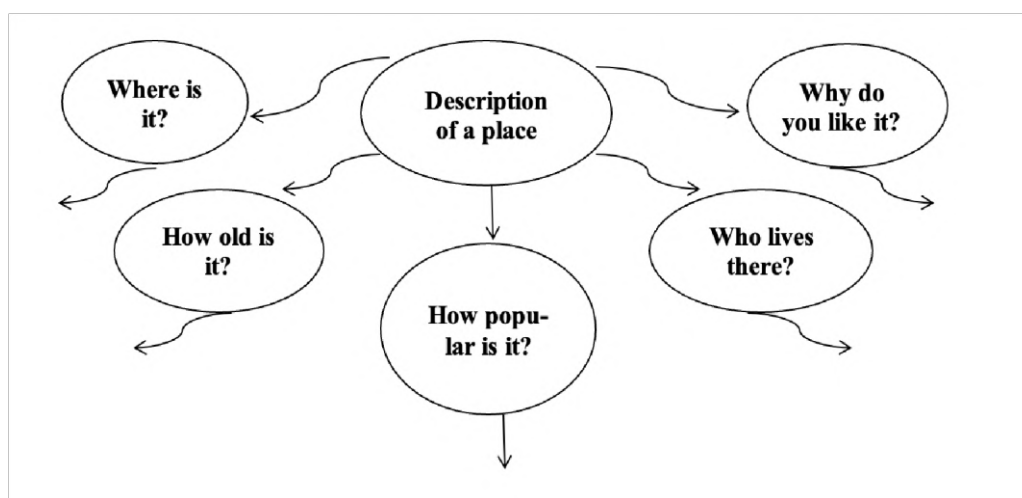 Description
of a place
Where is
it?
Why do
you like it?
How old is
it?
Who lives
there?
How popu-
lar is it?